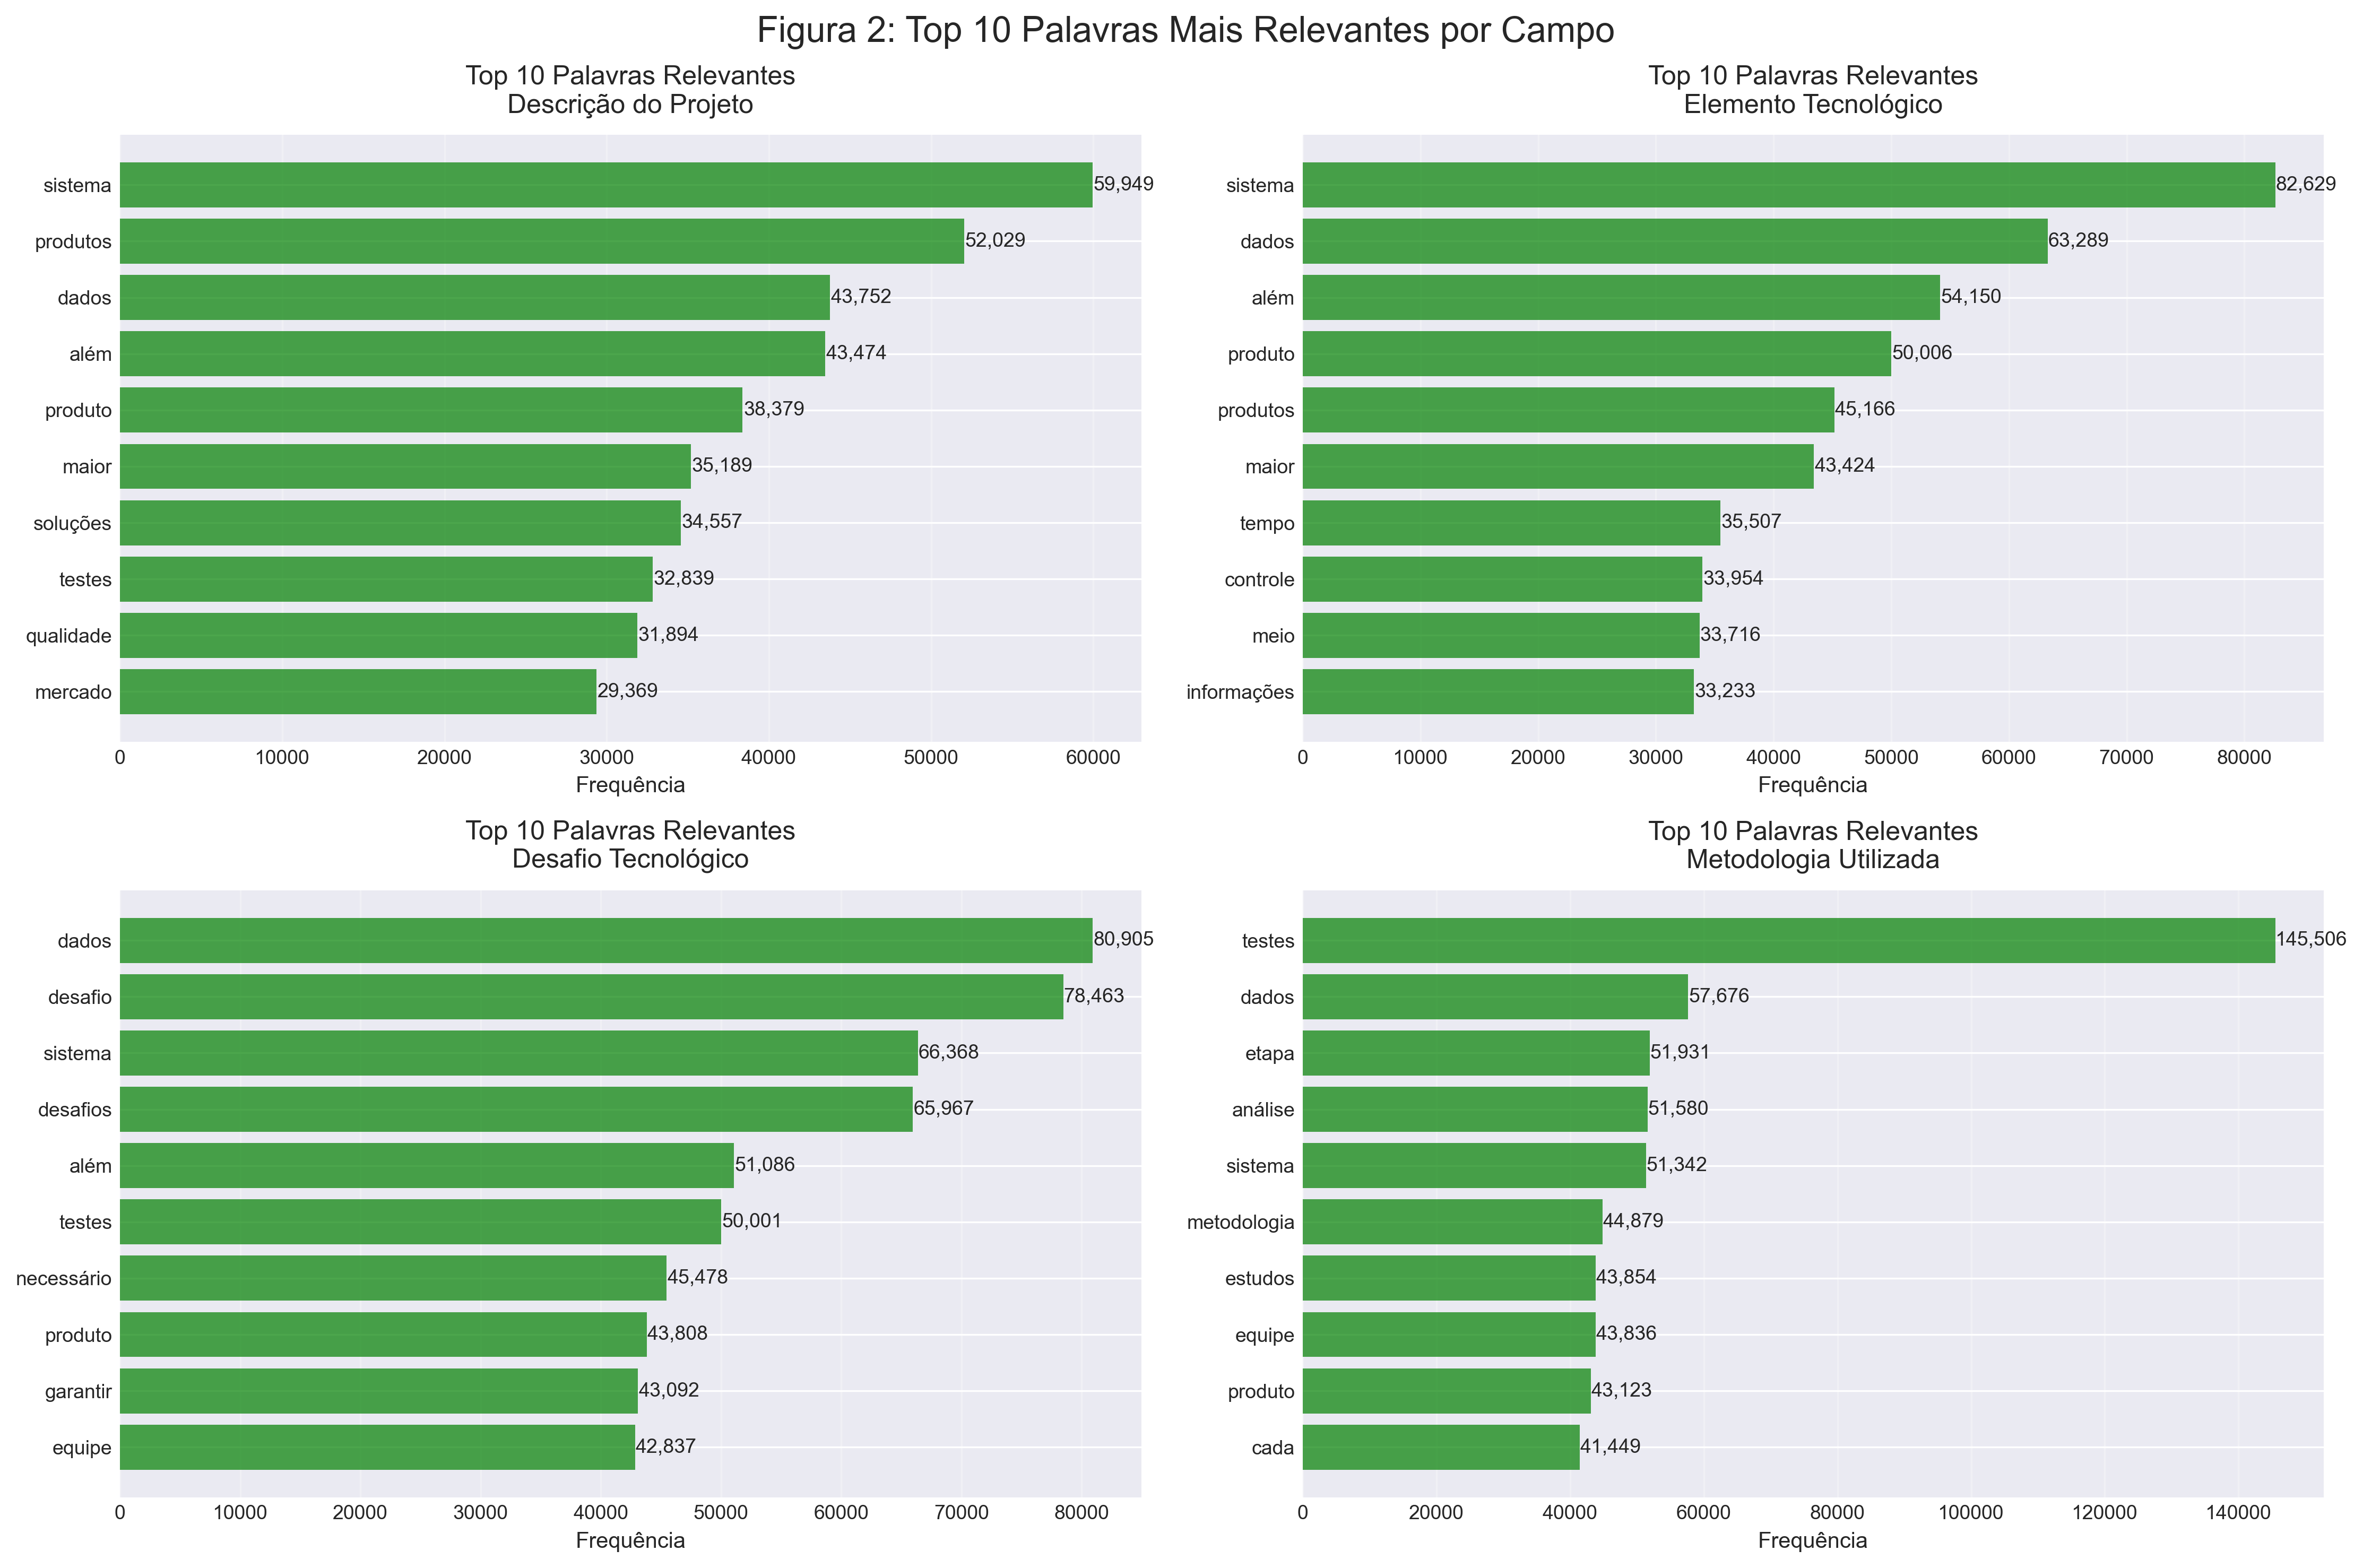 Figura 2: Top 10 Palavras Mais Relevantes por Campo
Top 10 Palavras Relevantes
Descrição do Projeto
sistema 59,949
produtos 52,029
dados 43,752
além 43,474
produto 38,379
maior 35,189
soluções 34,557
testes 32,839
qualidade 31,894
mercado 29,369
0 10000 20000 30000 40000 50000 60000
Frequência
Top 10 Palavras Relevantes
Elemento Tecnológico
sistema 82,629
dados 63,289
além 54,150
produto 50,006
produtos 45,166
maior 43,424
tempo 35,507
controle 33,954
meio 33,716
informações 33,233
0 10000 20000 30000 40000 50000 60000 70000 80000
Frequência
Top 10 Palavras Relevantes
Desafio Tecnológico
dados 80,905
desafio 78,463
sistema 66,368
desafios 65,967
além 51,086
testes 50,001
necessário 45,478
produto 43,808
garantir 43,092
equipe 42,837
0 10000 20000 30000 40000 50000 60000 70000 80000
Frequência
Top 10 Palavras Relevantes
Metodologia Utilizada
testes 145,506
dados 57,676
etapa 51,931
análise 51,580
sistema 51,342
metodologia 44,879
estudos 43,854
equipe 43,836
produto 43,123
cada 41,449
0 20000 40000 60000 80000 100000 120000 140000
Frequência